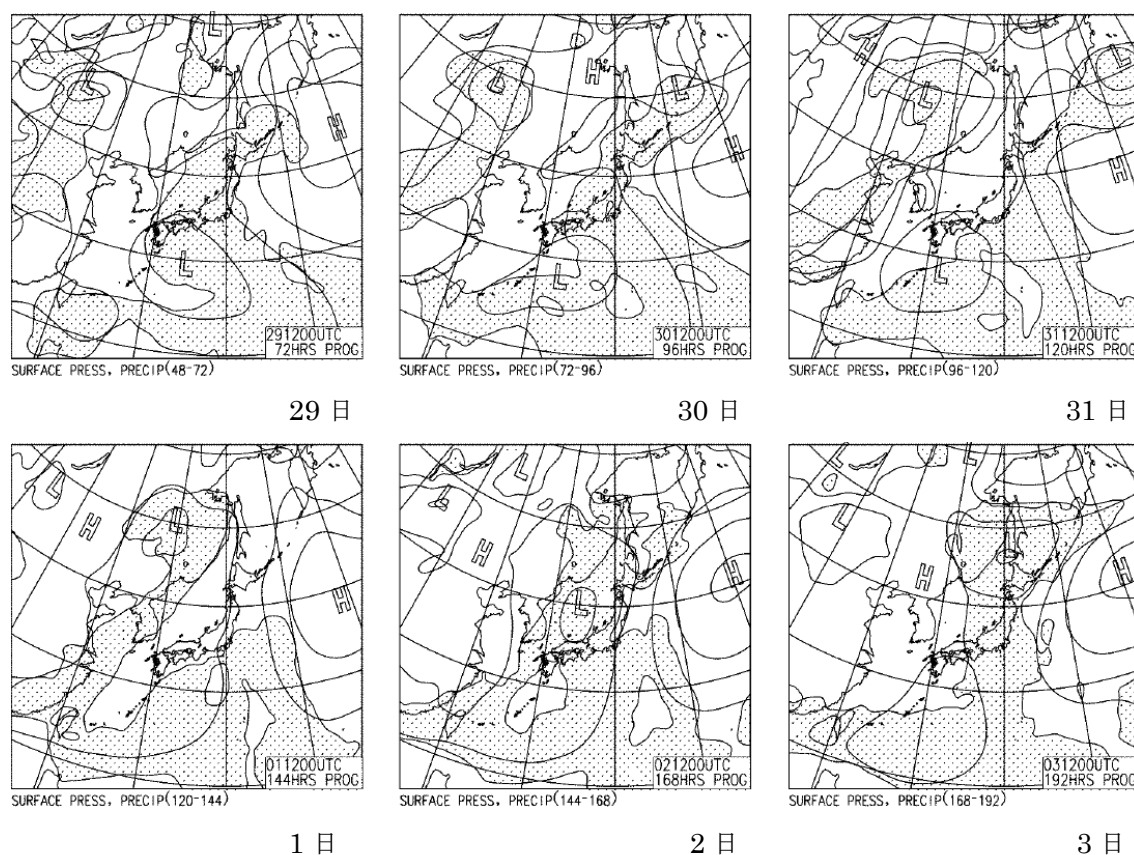 L
L
H
L
291200UTC
72HRS PROG
SURFACE PRESS, PRECIP(48-72)
29 日
L
H
L
H
L
301200UTC
96HRS PROG
SURFACE PRESS, PRECIP(72-96)
30 日
H
L
L
H
L
311200UTC
120HRS PROG
SURFACE PRESS, PRECIP(96-120)
31 日
L
H
L
H
011200UTC
144HRS PROG
SURFACE PRESS, PRECIP(120-144)
1 日
L
L
H
H
L
021200UTC
168HRS PROG
SURFACE PRESS, PRECIP(144-168)
2 日
L
L
L
H
H
031200UTC
192HRS PROG
SURFACE PRESS, PRECIP(168-192)
3 日